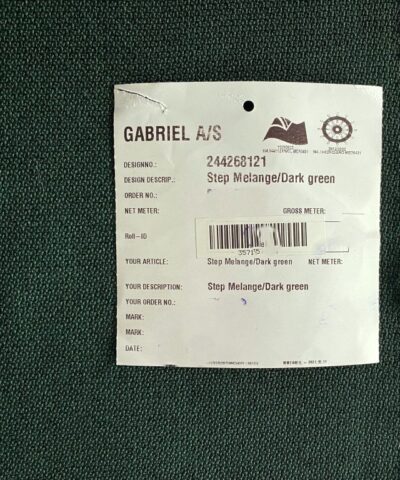 GABRIEL A/S
DESIGNNO.: 244268121
DESIGN DESCRIP.: Step Melange/Dark green
ORDER NO.:
NET METER: GROSS METER:
Roll-ID
YOUR ARTICLE: Step Melange/Dark green NET METER:
YOUR DESCRIPTION: Step Melange/Dark green
YOUR ORDER NO.:
MARK:
MARK:
DATE: